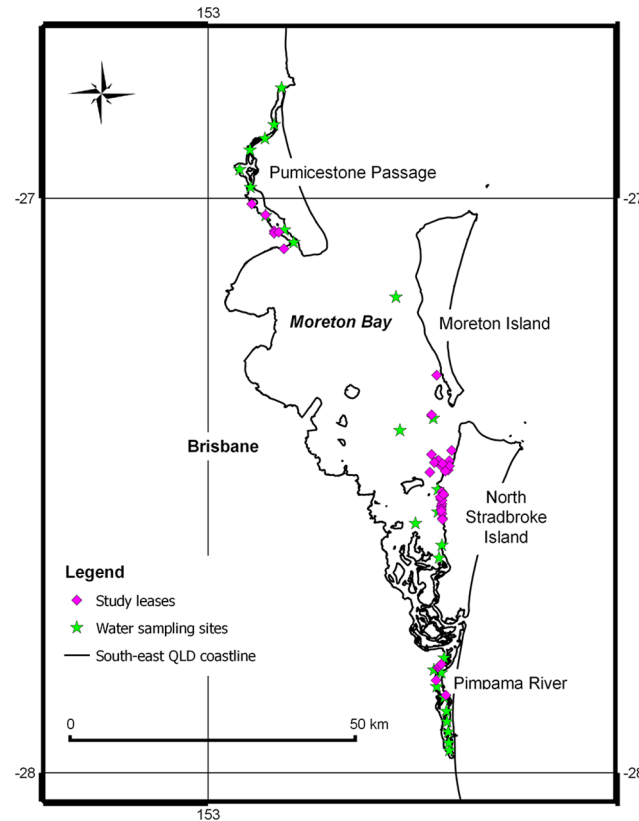 153
Pumicestone Passage
-27
-27
Moreton Bay
Moreton Island
Brisbane
North
Stradbroke
Island
Legend
Study leases
Water sampling sites
South-east QLD coastline
Pimpama River
0 50 km
-28
-28
153